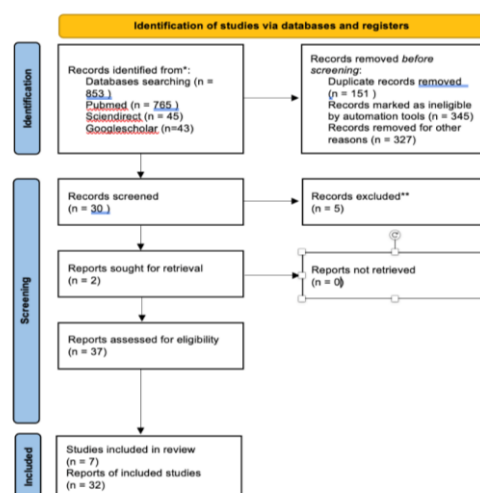 Identification of studies via databases and registers
Identification
Records identified from*:
Databases searching (n =
853 )
Pubmed (n = 765 )
Sciendirect (n = 45)
Googlescholar (n=43)
Records removed before
screening:
Duplicate records removed
(n = 151 )
Records marked as ineligible
by automation tools (n = 345)
Records removed for other
reasons (n = 327)
Screening
Records screened
(n = 30 )
Records excluded**
(n = 5)
Reports sought for retrieval
(n = 2)
Reports not retrieved
(n = 0)
Reports assessed for eligibility
(n = 37)
Included
Studies included in review
(n = 7)
Reports of included studies
(n = 32)